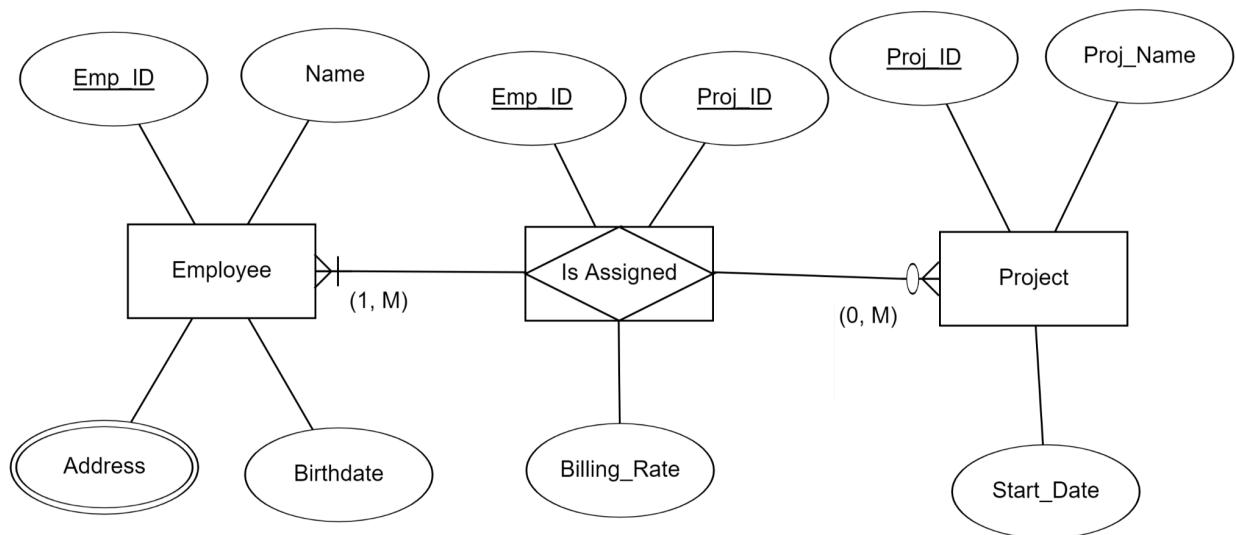 Emp_ID
Name
Emp_ID
Proj_ID
Proj_ID
Proj_Name
Employee
(1, M)
Is Assigned
(0, M)
Project
Address
Birthdate
Billing_Rate
Start_Date